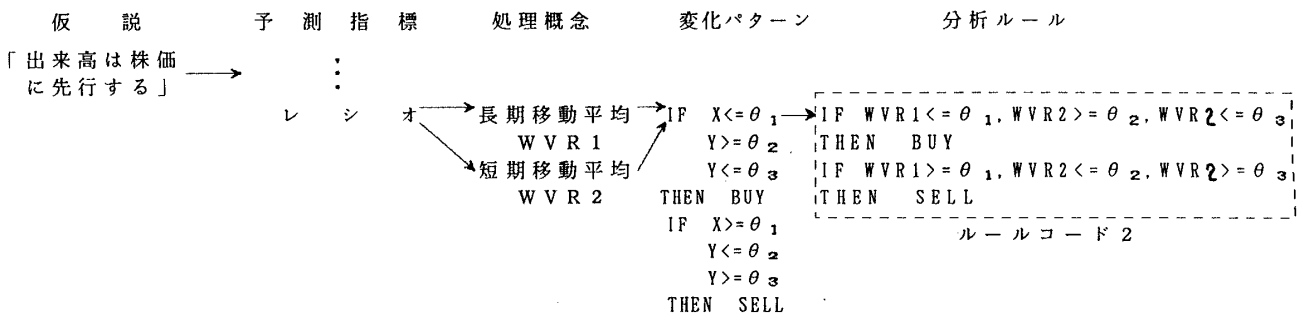 仮説 予測指標 処理概念 変化パターン 分析ルール
「出来高は株価
に先行する」
レシオ
長期移動平均
WVR1
短期移動平均
WVR2
IF X<=θ1
Y>=θ2
Y<=θ3
THEN BUY
IF X>=θ1
Y<=θ2
Y>=θ3
THEN SELL
IF WVR1<=θ1, WVR2>=θ2, WVR2<=θ3
THEN BUY
IF WVR1>=θ1, WVR2<=θ2, WVR2>=θ3
THEN SELL
ルールコード2